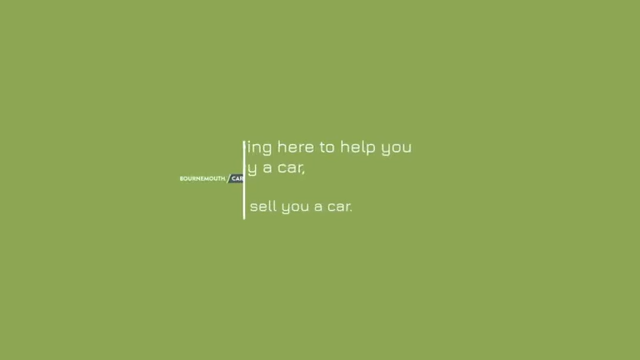 ing here to help you
y a car,
BOURNEMOUTH CAR
sell you a car.